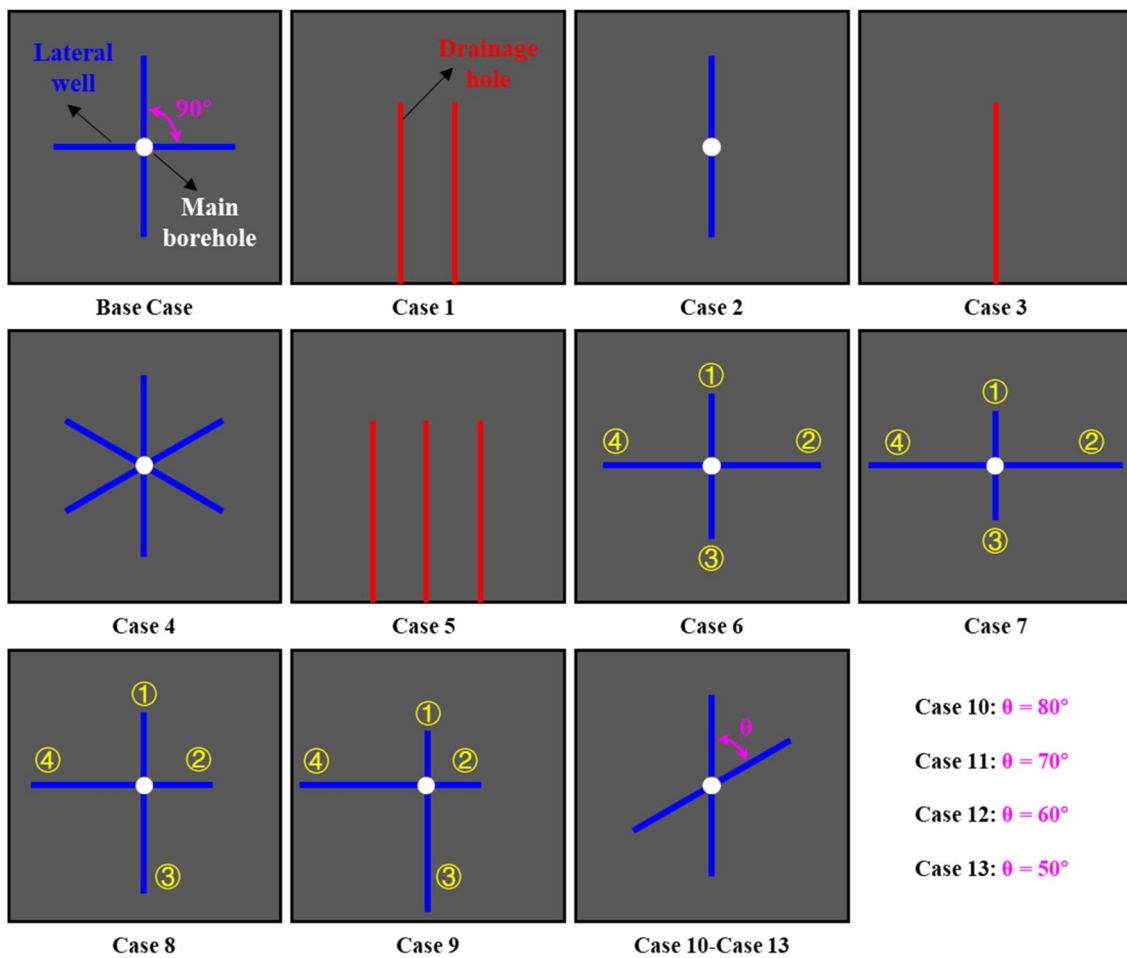 Lateral
well
90°
Main
borehole
Base Case
Drainage
hole
Case 1
Case 2
Case 3
Case 4
Case 5
①
④
②
③
Case 6
①
④
②
③
Case 7
①
④
②
③
Case 8
①
④
②
③
Case 9
θ
Case 10-Case 13
Case 10: θ = 80°
Case 11: θ = 70°
Case 12: θ = 60°
Case 13: θ = 50°